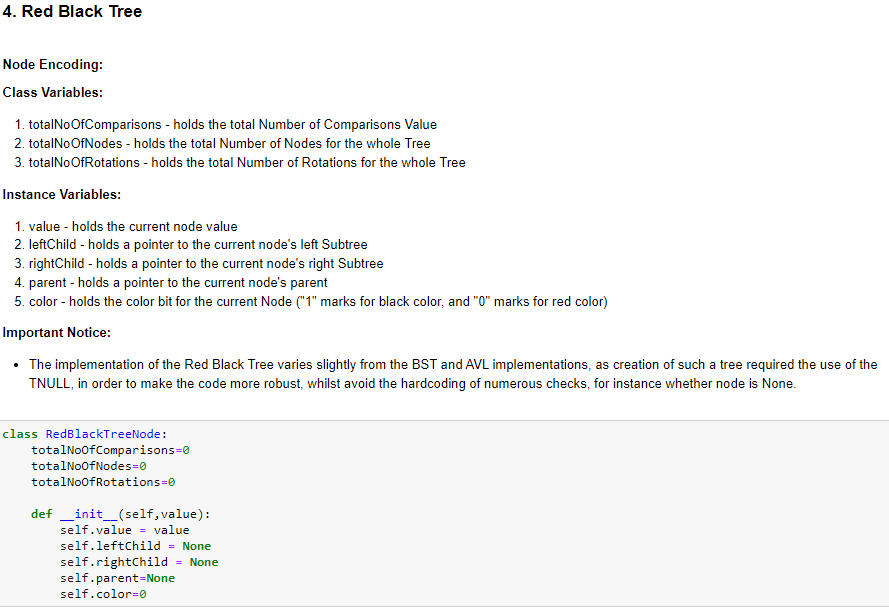 4. Red Black Tree
Node Encoding:
Class Variables:
1. totalNoOfComparisons - holds the total Number of Comparisons Value
2. totalNoOfNodes - holds the total Number of Nodes for the whole Tree
3. totalNoOfRotations - holds the total Number of Rotations for the whole Tree
Instance Variables:
1. value - holds the current node value
2. leftChild - holds a pointer to the current node's left Subtree
3. rightChild - holds a pointer to the current node's right Subtree
4. parent - holds a pointer to the current node's parent
5. color - holds the color bit for the current Node ("1" marks for black color, and "0" marks for red color)
Important Notice:
• The implementation of the Red Black Tree varies slightly from the BST and AVL implementations, as creation of such a tree required the use of the
TNULL, in order to make the code more robust, whilst avoid the hardcoding of numerous checks, for instance whether node is None.
class RedBlackTreeNode:
    totalNoOfComparisons=0
    totalNoOfNodes=0
    totalNoOfRotations=0
    def __init__(self,value):
        self.value = value
        self.leftChild = None
        self.rightChild = None
        self.parent=None
        self.color=0